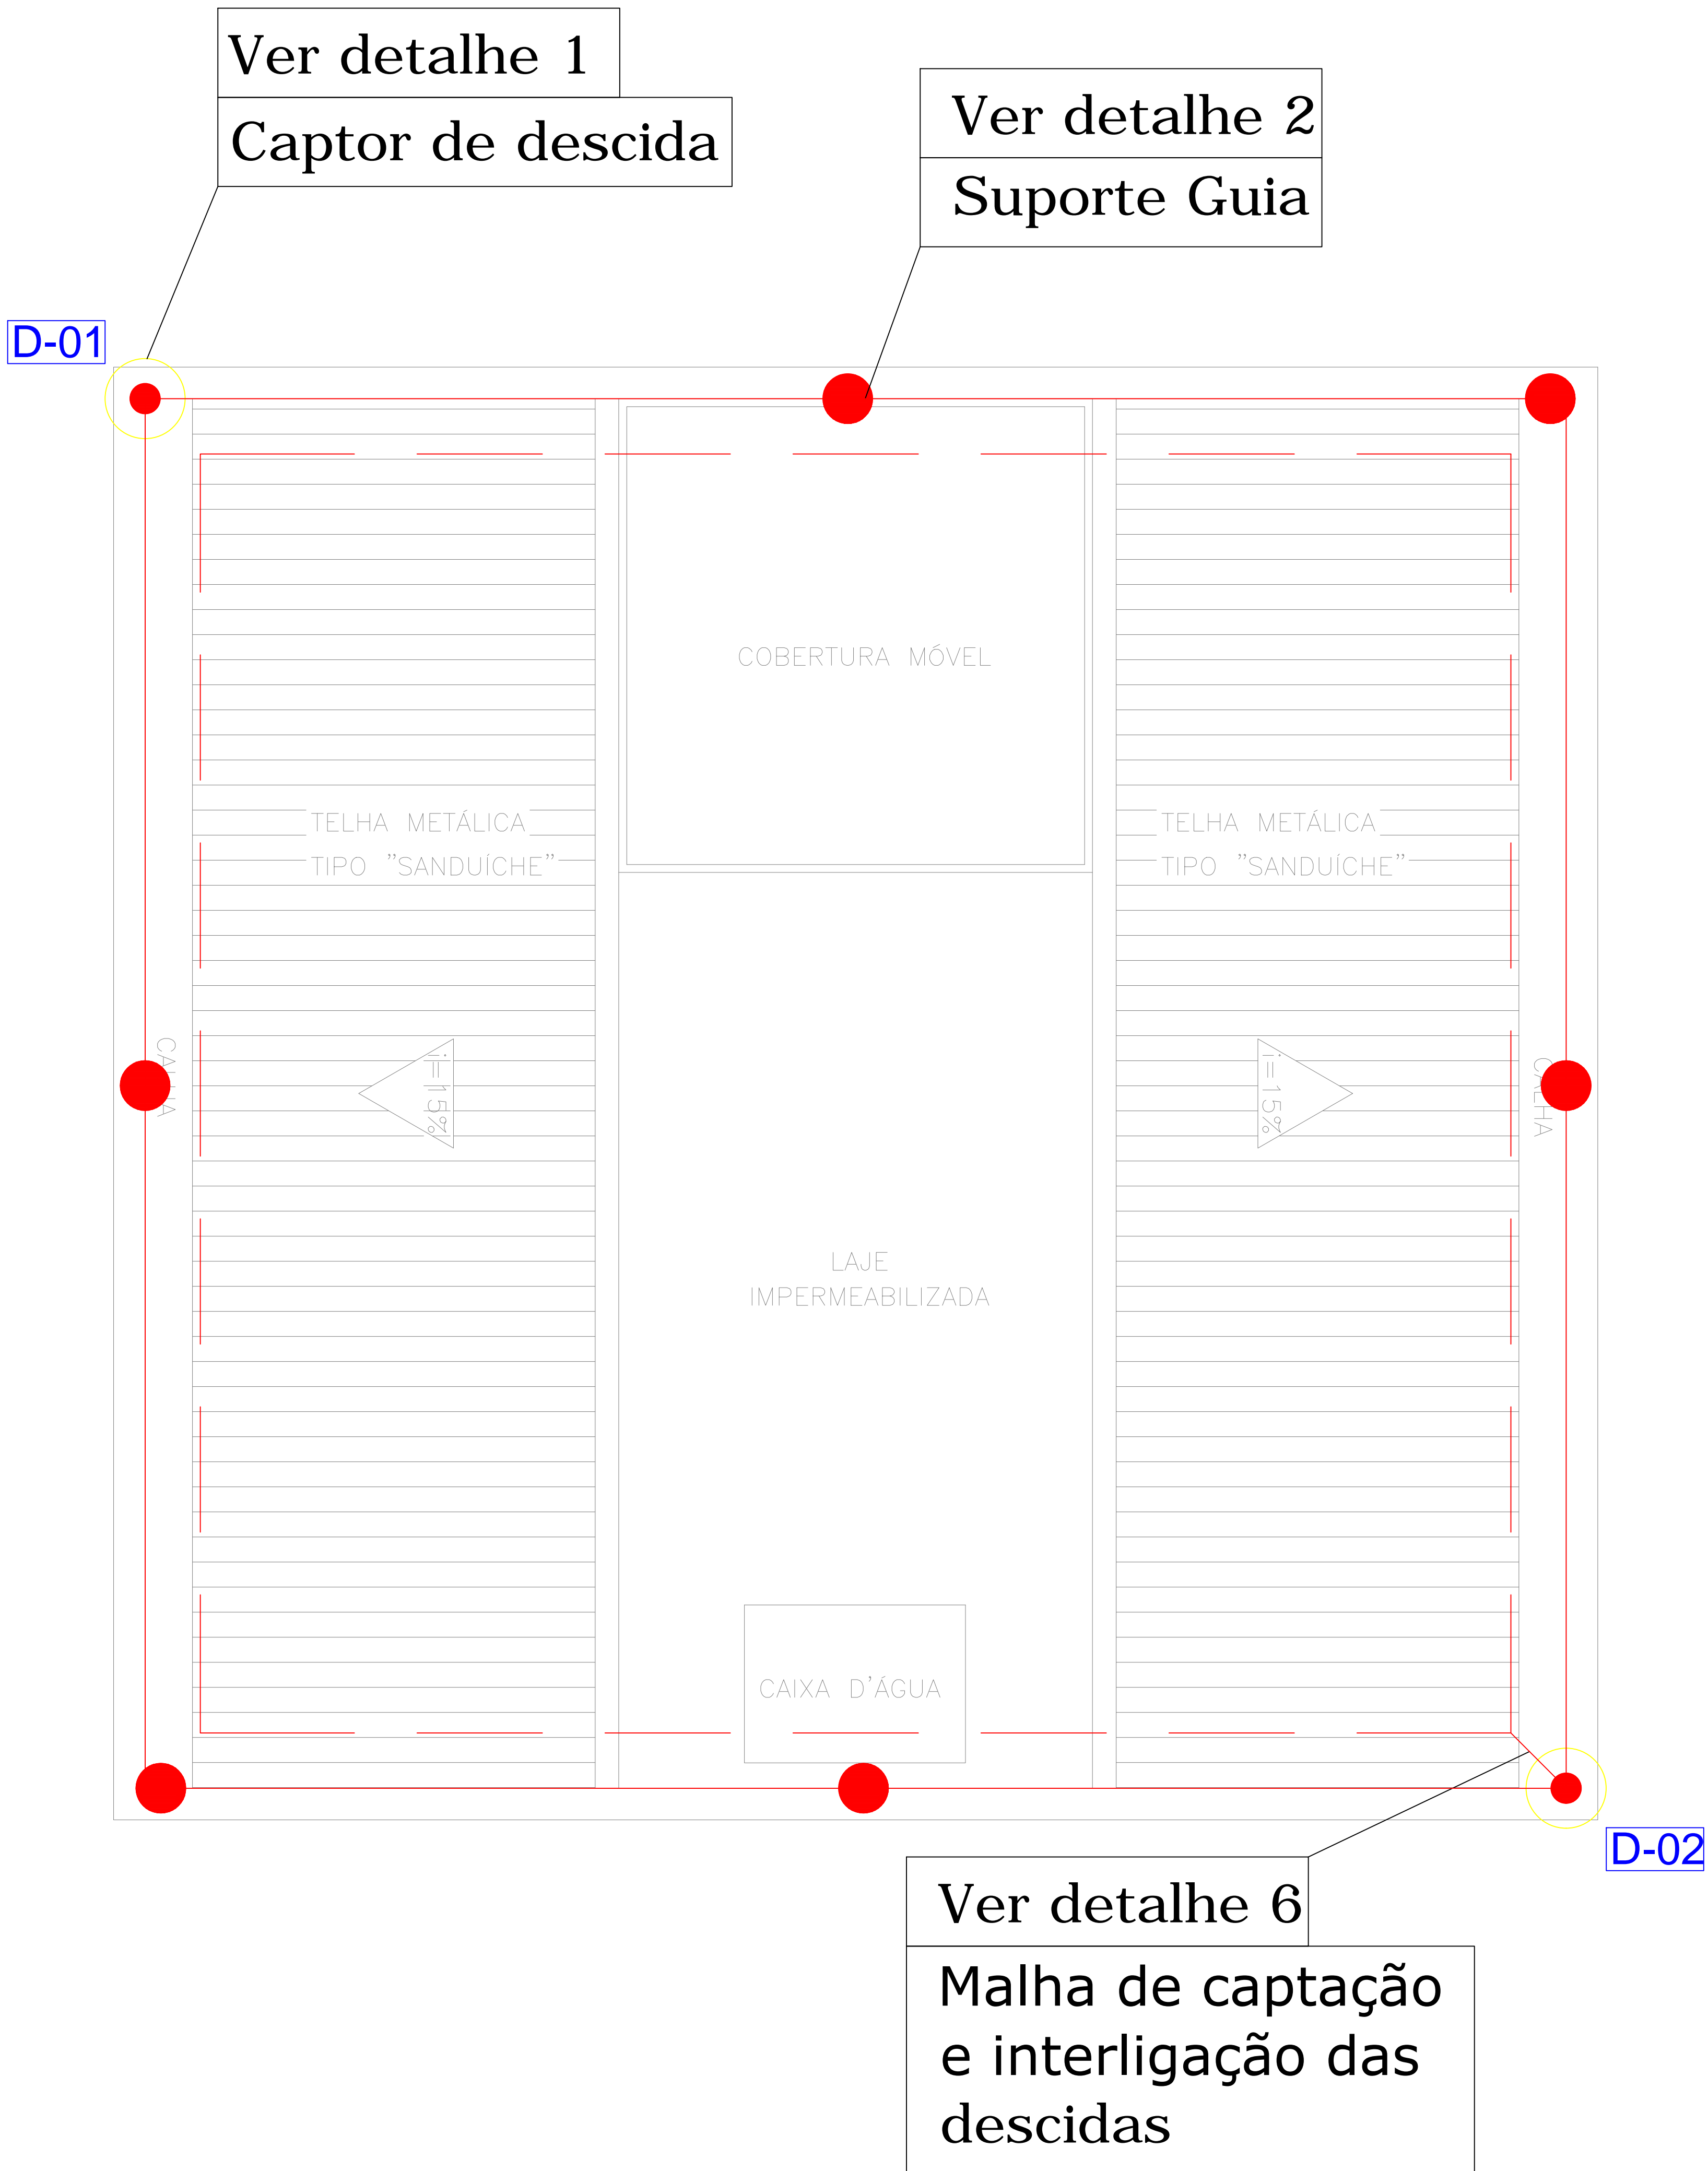 Ver detalhe 1
Captor de descida
Ver detalhe 2
Suporte Guia
D-01
COBERTURA MÓVEL
TELHA METÁLICA
TIPO "SANDUÍCHE"
TELHA METÁLICA
TIPO "SANDUÍCHE"
CALHA
i=15%
i=15%
CALHA
LAJE
IMPERMEABILIZADA
CAIXA D'ÁGUA
D-02
Ver detalhe 6
Malha de captação
e interligação das
descidas